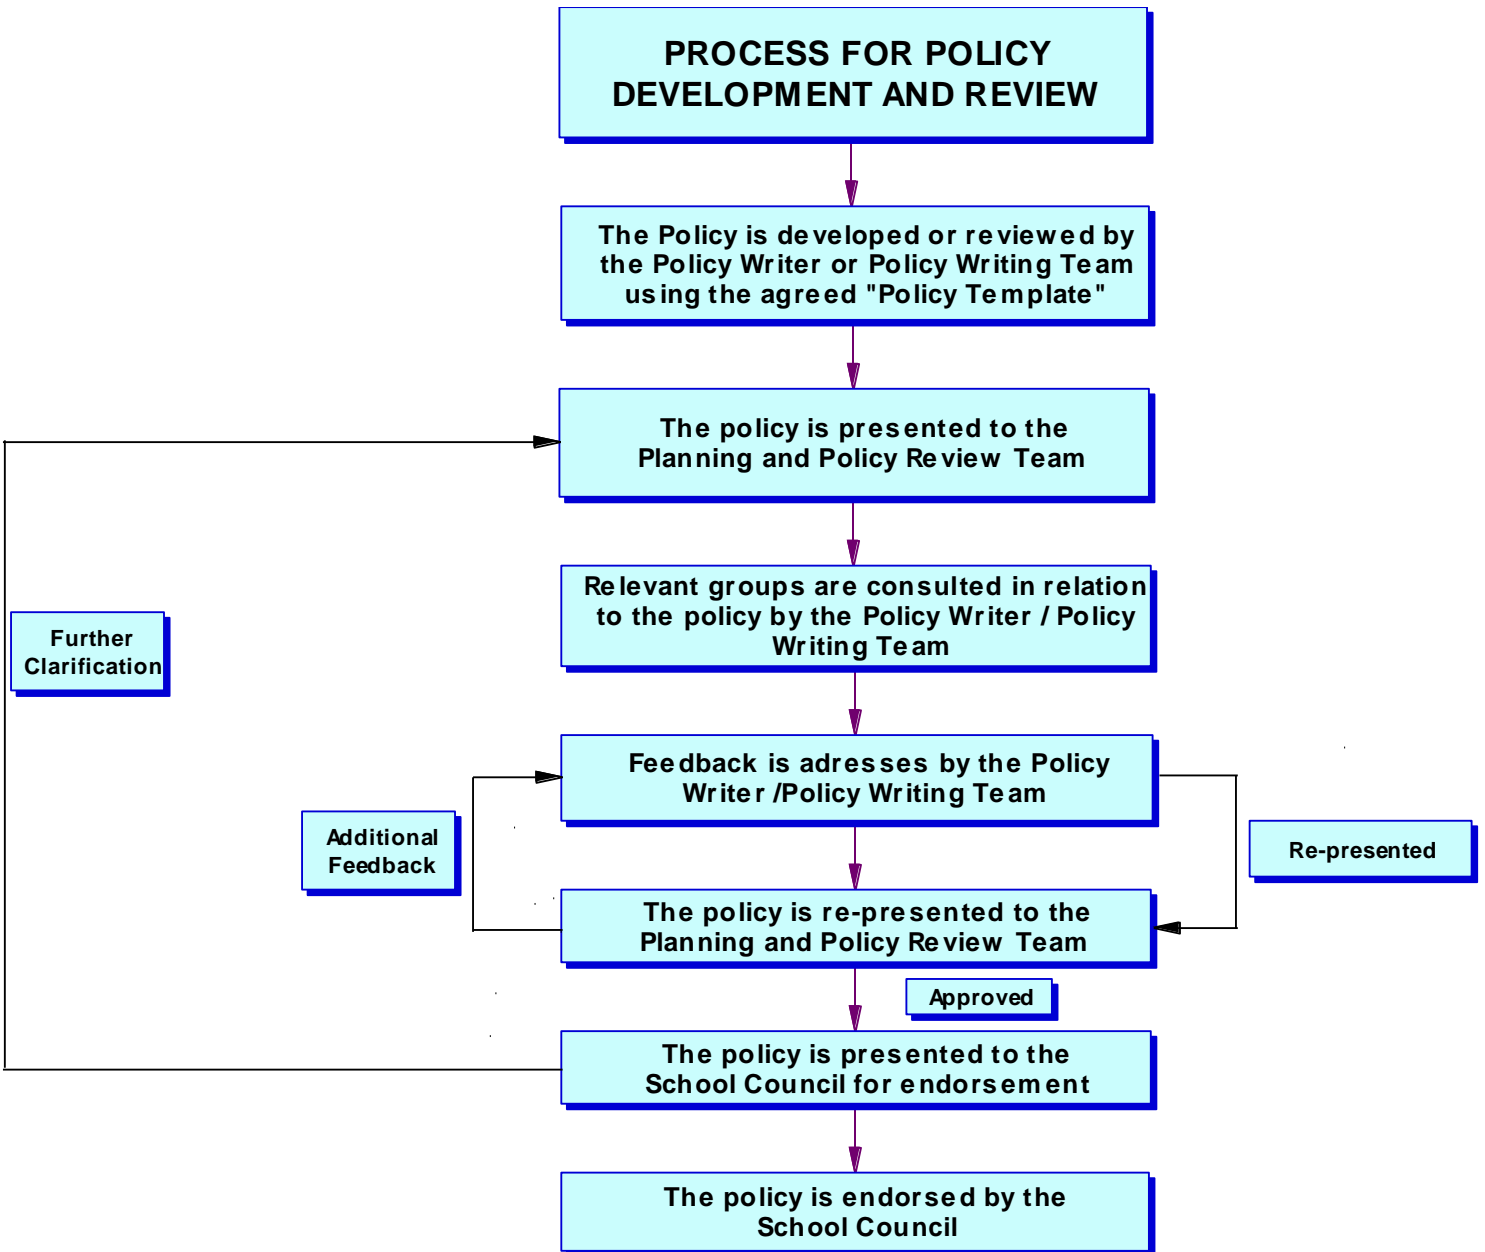 PROCESS FOR POLICY
DEVELOPMENT AND REVIEW
The Policy is developed or reviewed by
the Policy Writer or Policy Writing Team
using the agreed "Policy Template"
The policy is presented to the
Planning and Policy Review Team
Relevant groups are consulted in relation
to the policy by the Policy Writer / Policy
Writing Team
Further
Clarification
Feedback is adresses by the Policy
Writer /Policy Writing Team
Additional
Feedback
Re-presented
The policy is re-presented to the
Planning and Policy Review Team
Approved
The policy is presented to the
School Council for endorsement
The policy is endorsed by the
School Council